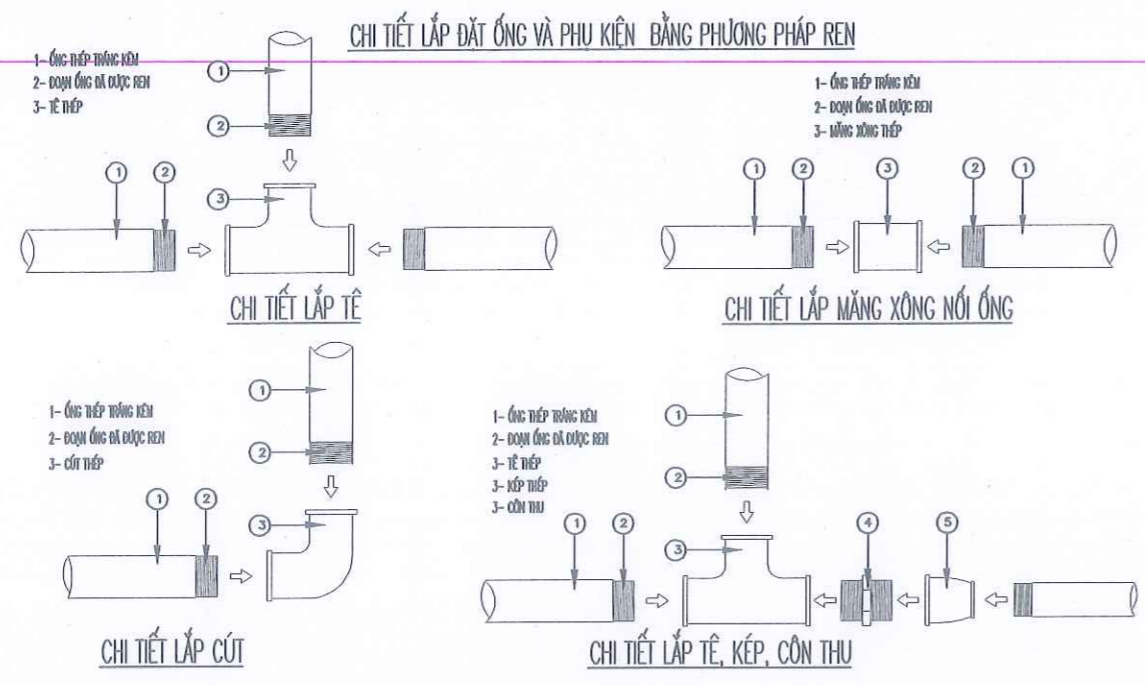 CHI TIẾT LẮP ĐẶT ỐNG VÀ PHỤ KIỆN BẰNG PHƯƠNG PHÁP REN
1- ỐNG THÉP TRÁNG KẼM
2- ĐOẠN ỐNG ĐÃ ĐƯỢC REN
3- TÊ THÉP
1
2
1
2
3
CHI TIẾT LẮP TÊ
1- ỐNG THÉP TRÁNG KẼM
2- ĐOẠN ỐNG ĐÃ ĐƯỢC REN
3- MĂNG XÔNG THÉP
1
2
3
2
1
CHI TIẾT LẮP MĂNG XÔNG NỐI ỐNG
1- ỐNG THÉP TRÁNG KẼM
2- ĐOẠN ỐNG ĐÃ ĐƯỢC REN
3- CÚT THÉP
1
2
1
2
3
CHI TIẾT LẮP CÚT
1- ỐNG THÉP TRÁNG KẼM
2- ĐOẠN ỐNG ĐÃ ĐƯỢC REN
3- TÊ THÉP
3- KÉP THÉP
3- CÔN THU
1
2
1
2
3
4
5
CHI TIẾT LẮP TÊ, KÉP, CÔN THU